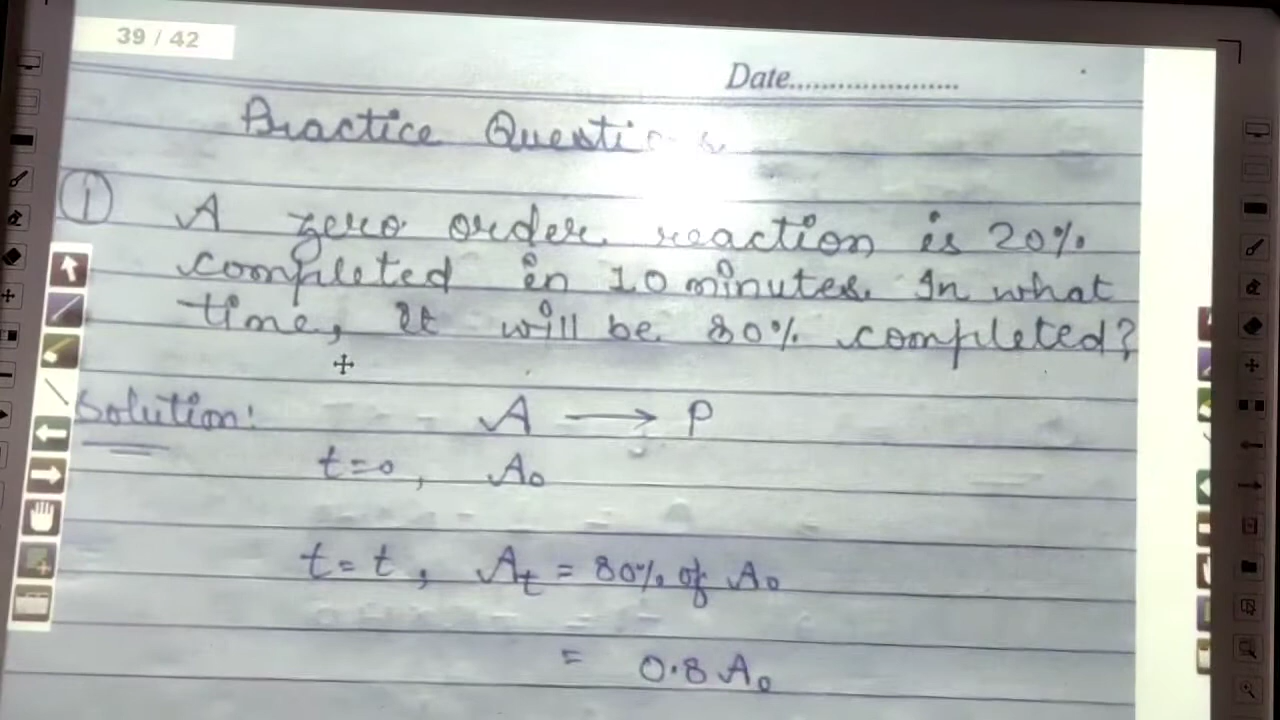 39 / 42
Date.....................
Practice Questions
① A zero order reaction is 20%
completed in 10 minutes. In what
time, it will be 80% completed?
Solution: A → P
t=0, A₀
t=t, Aₜ = 80% of A₀
= 0.8 A₀